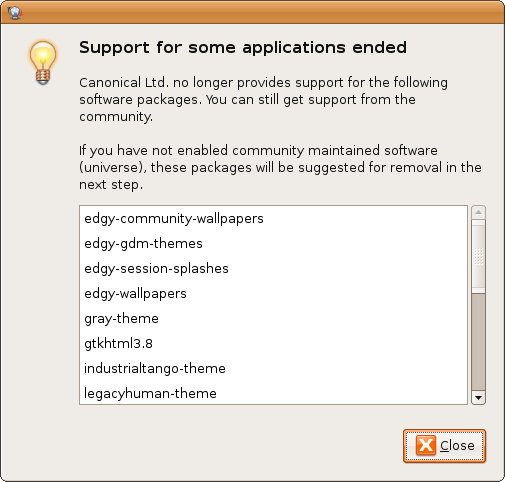 Support for some applications ended
Canonical Ltd. no longer provides support for the following
software packages. You can still get support from the
community.
If you have not enabled community maintained software
(universe), these packages will be suggested for removal in the
next step.
edgy-community-wallpapers
edgy-gdm-themes
edgy-session-splashes
edgy-wallpapers
gray-theme
gtkhtml3.8
industrialtango-theme
legacyhuman-theme
Close